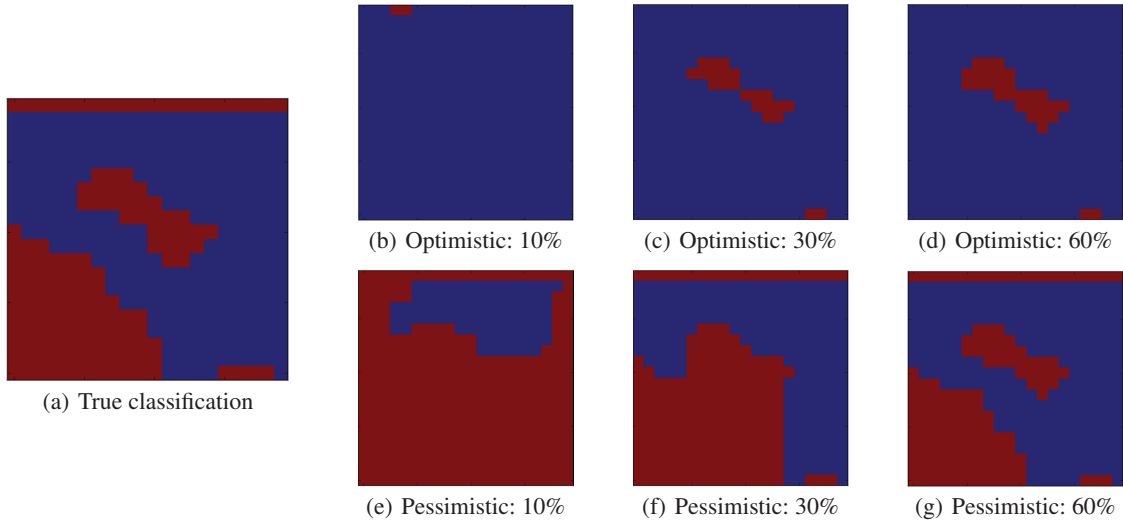 (b) Optimistic: 10%
(c) Optimistic: 30%
(d) Optimistic: 60%
(a) True classification
(e) Pessimistic: 10%
(f) Pessimistic: 30%
(g) Pessimistic: 60%